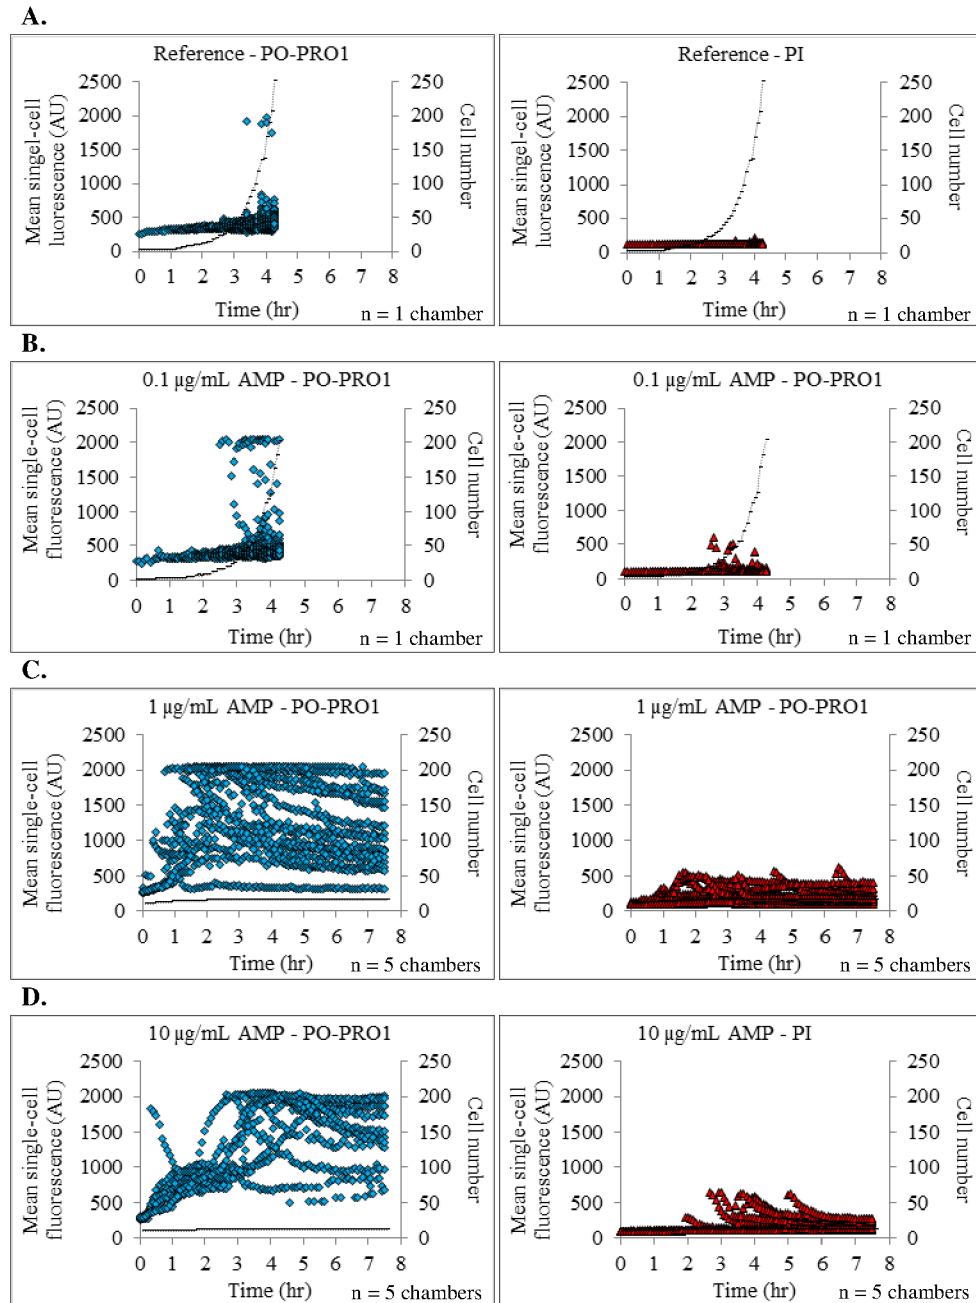 A.
Reference - PO-PRO1
Mean singel-cell
luorescence (AU)
2500
2000
1500
1000
500
0
250
200
150
100
50
0
Cell number
0 1 2 3 4 5 6 7 8
Time (hr)
n = 1 chamber
Reference - PI
Mean singel-cell
luorescence (AU)
2500
2000
1500
1000
500
0
250
200
150
100
50
0
Cell number
0 1 2 3 4 5 6 7 8
Time (hr)
n = 1 chamber
B.
0.1 µg/mL AMP - PO-PRO1
Mean single-cell
fluorescence (AU)
2500
2000
1500
1000
500
0
250
200
150
100
50
0
Cell number
0 1 2 3 4 5 6 7 8
Time (hr)
n = 1 chamber
0.1 µg/mL AMP - PO-PRO1
Mean single-cell
fluorescence (AU)
2500
2000
1500
1000
500
0
250
200
150
100
50
0
Cell number
0 1 2 3 4 5 6 7 8
Time (hr)
n = 1 chamber
C.
1 µg/mL AMP - PO-PRO1
Mean single-cell
fluorescence (AU)
2500
2000
1500
1000
500
0
250
200
150
100
50
0
Cell number
0 1 2 3 4 5 6 7 8
Time (hr)
n = 5 chambers
1 µg/mL AMP - PO-PRO1
Mean single-cell
fluorescence (AU)
2500
2000
1500
1000
500
0
250
200
150
100
50
0
Cell number
0 1 2 3 4 5 6 7 8
Time (hr)
n = 5 chambers
D.
10 µg/mL AMP - PO-PRO1
Mean single-cell
fluorescence (AU)
2500
2000
1500
1000
500
0
250
200
150
100
50
0
Cell number
0 1 2 3 4 5 6 7 8
Time (hr)
n = 5 chambers
10 µg/mL AMP - PI
Mean single-cell
fluorescence (AU)
2500
2000
1500
1000
500
0
250
200
150
100
50
0
Cell number
0 1 2 3 4 5 6 7 8
Time (hr)
n = 5 chambers